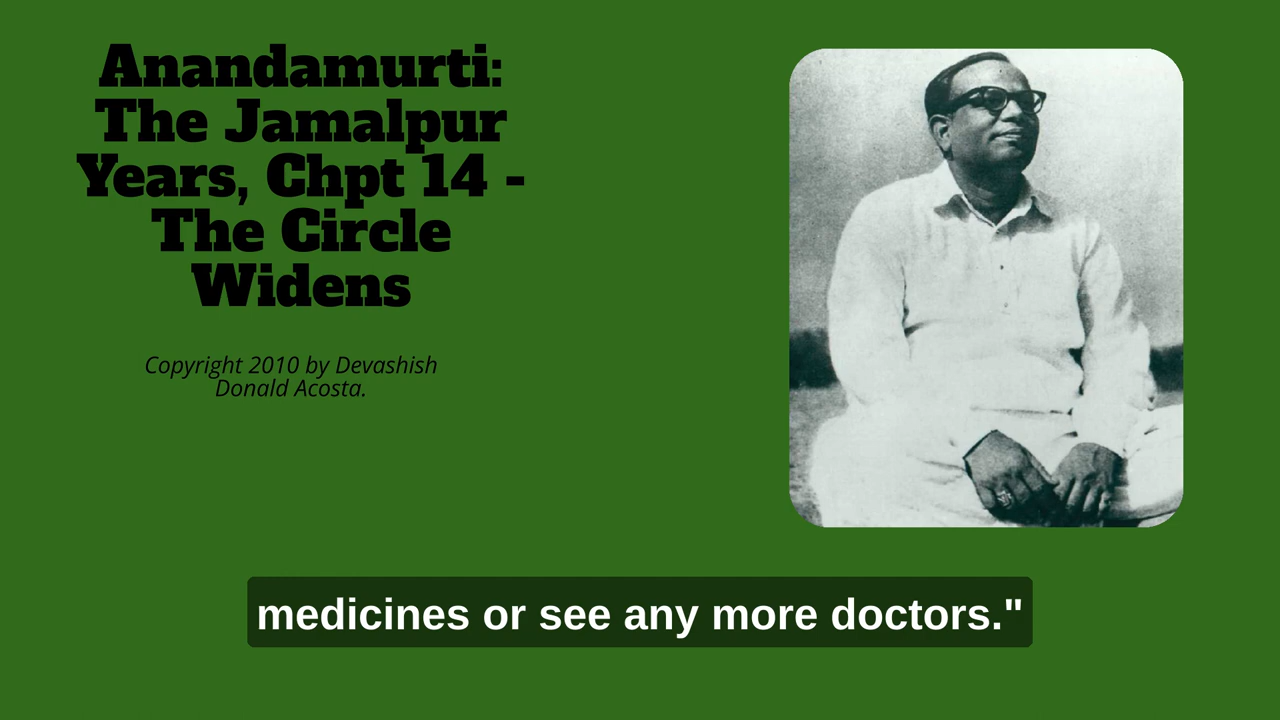 Anandamurti:
The Jamalpur
Years, Chpt 14 -
The Circle
Widens
Copyright 2010 by Devashish
Donald Acosta.
medicines or see any more doctors."